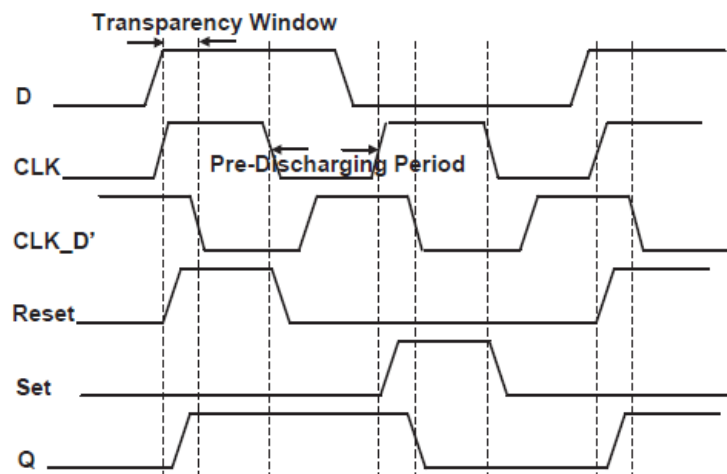 Transparency Window
D
CLK
Pre-Discharging Period
CLK_D'
Reset
Set
Q